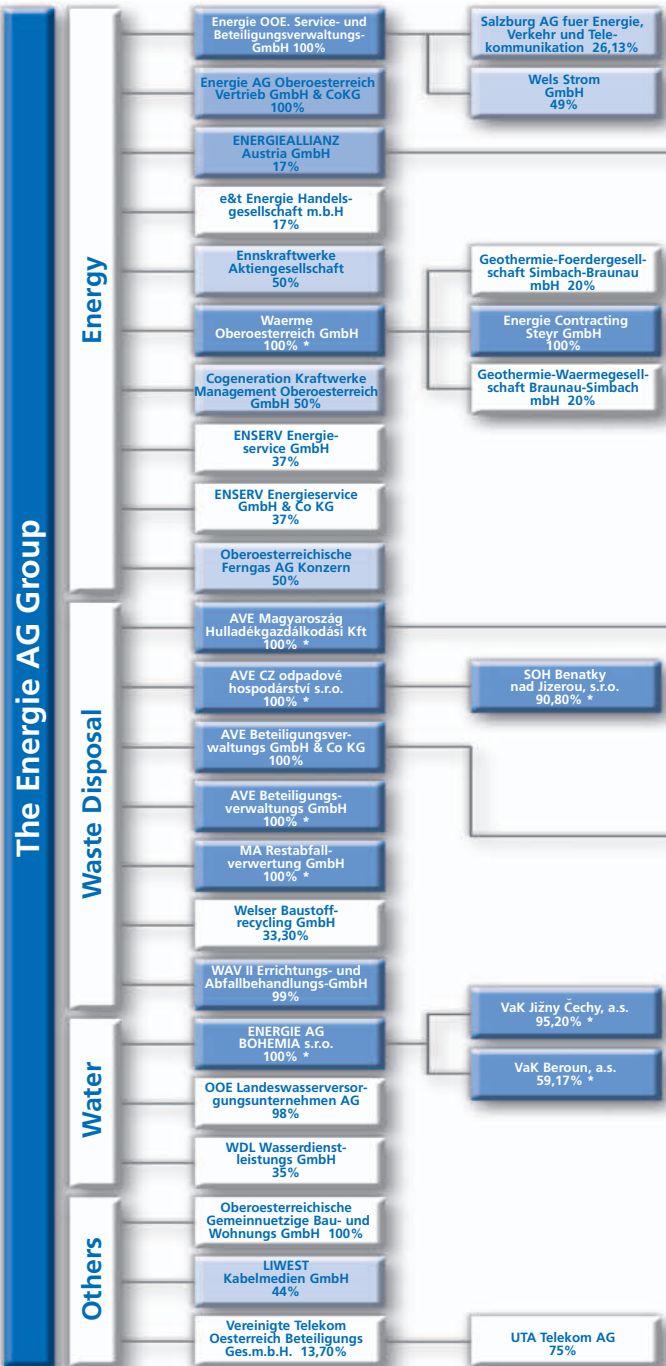 The Energie AG Group
Energy
Energie OOE. Service- und
Beteiligungsverwaltungs-
GmbH 100%
Salzburg AG fuer Energie,
Verkehr und Tele-
kommunikation 26,13%
Wels Strom
GmbH
49%
Energie AG Oberoesterreich
Vertrieb GmbH & CoKG
100%
ENERGIEALLIANZ
Austria GmbH
17%
e&t Energie Handels-
gesellschaft m.b.H
17%
Ennskraftwerke
Aktiengesellschaft
50%
Waerme
Oberoesterreich GmbH
100% *
Geothermie-Foerdergesell-
schaft Simbach-Braunau
mbH 20%
Energie Contracting
Steyr GmbH
100%
Geothermie-Waermegesell-
schaft Braunau-Simbach
mbH 20%
Cogeneration Kraftwerke
Management Oberoesterreich
GmbH 50%
ENSERV Energie-
service GmbH
37%
ENSERV Energieservice
GmbH & Co KG
37%
Oberoesterreichische
Ferngas AG Konzern
50%
Waste Disposal
AVE Magyaroszág
Hulladékgazdálkodási Kft
100% *
AVE CZ odpadové
hospodárství s.r.o.
100% *
SOH Benatky
nad Jizerou, s.r.o.
90,80% *
AVE Beteiligungsver-
waltungs GmbH & Co KG
100%
AVE Beteiligungs-
verwaltungs GmbH
100% *
MA Restabfall-
verwertung GmbH
100% *
Welser Baustoff-
recycling GmbH
33,30%
WAV II Errichtungs- und
Abfallbehandlungs-GmbH
99%
Water
ENERGIE AG
BOHEMIA s.r.o.
100% *
VaK Jižny Čechy, a.s.
95,20% *
VaK Beroun, a.s.
59,17% *
OOE Landeswasserversor-
gungsunternehmen AG
98%
WDL Wasserdienst-
leistungs GmbH
35%
Others
Oberoesterreichische
Gemeinnuetzige Bau- und
Wohnungs GmbH 100%
LIWEST
Kabelmedien GmbH
44%
Vereinigte Telekom
Oesterreich Beteiligungs
Ges.m.b.H. 13,70%
UTA Telekom AG
75%